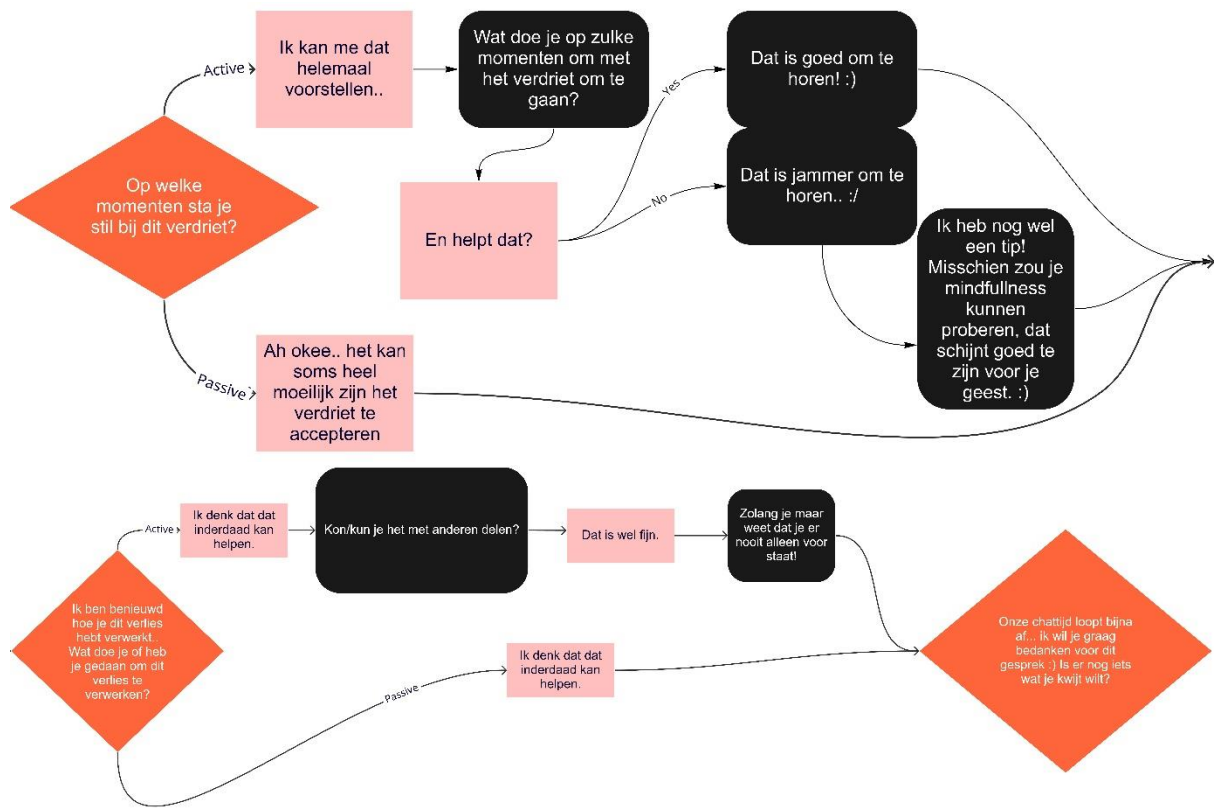 Op welke
momenten sta je
stil bij dit verdriet?
Active
Ik kan me dat
helemaal
voorstellen..
Wat doe je op zulke
momenten om met
het verdriet om te
gaan?
En helpt dat?
Yes
Dat is goed om te
horen! :)
No
Dat is jammer om te
horen.. :/
Ik heb nog wel
een tip!
Misschien zou je
mindfullness
kunnen
proberen, dat
schijnt goed te
zijn voor je
geest. :)
Passive
Ah okee.. het kan
soms heel
moeilijk zijn het
verdriet te
accepteren
Ik ben benieuwd
hoe je dit verlies
hebt verwerkt..
Wat doe je of heb
je gedaan om dit
verlies te
verwerken?
Active
Ik denk dat dat
inderdaad kan
helpen.
Kon/kun je het met anderen delen?
Dat is wel fijn.
Zolang je maar
weet dat je er
nooit alleen voor
staat!
Passive
Ik denk dat dat
inderdaad kan
helpen.
Onze chattijd loopt bijna
af... ik wil je graag
bedanken voor dit
gesprek :) Is er nog iets
wat je kwijt wilt?